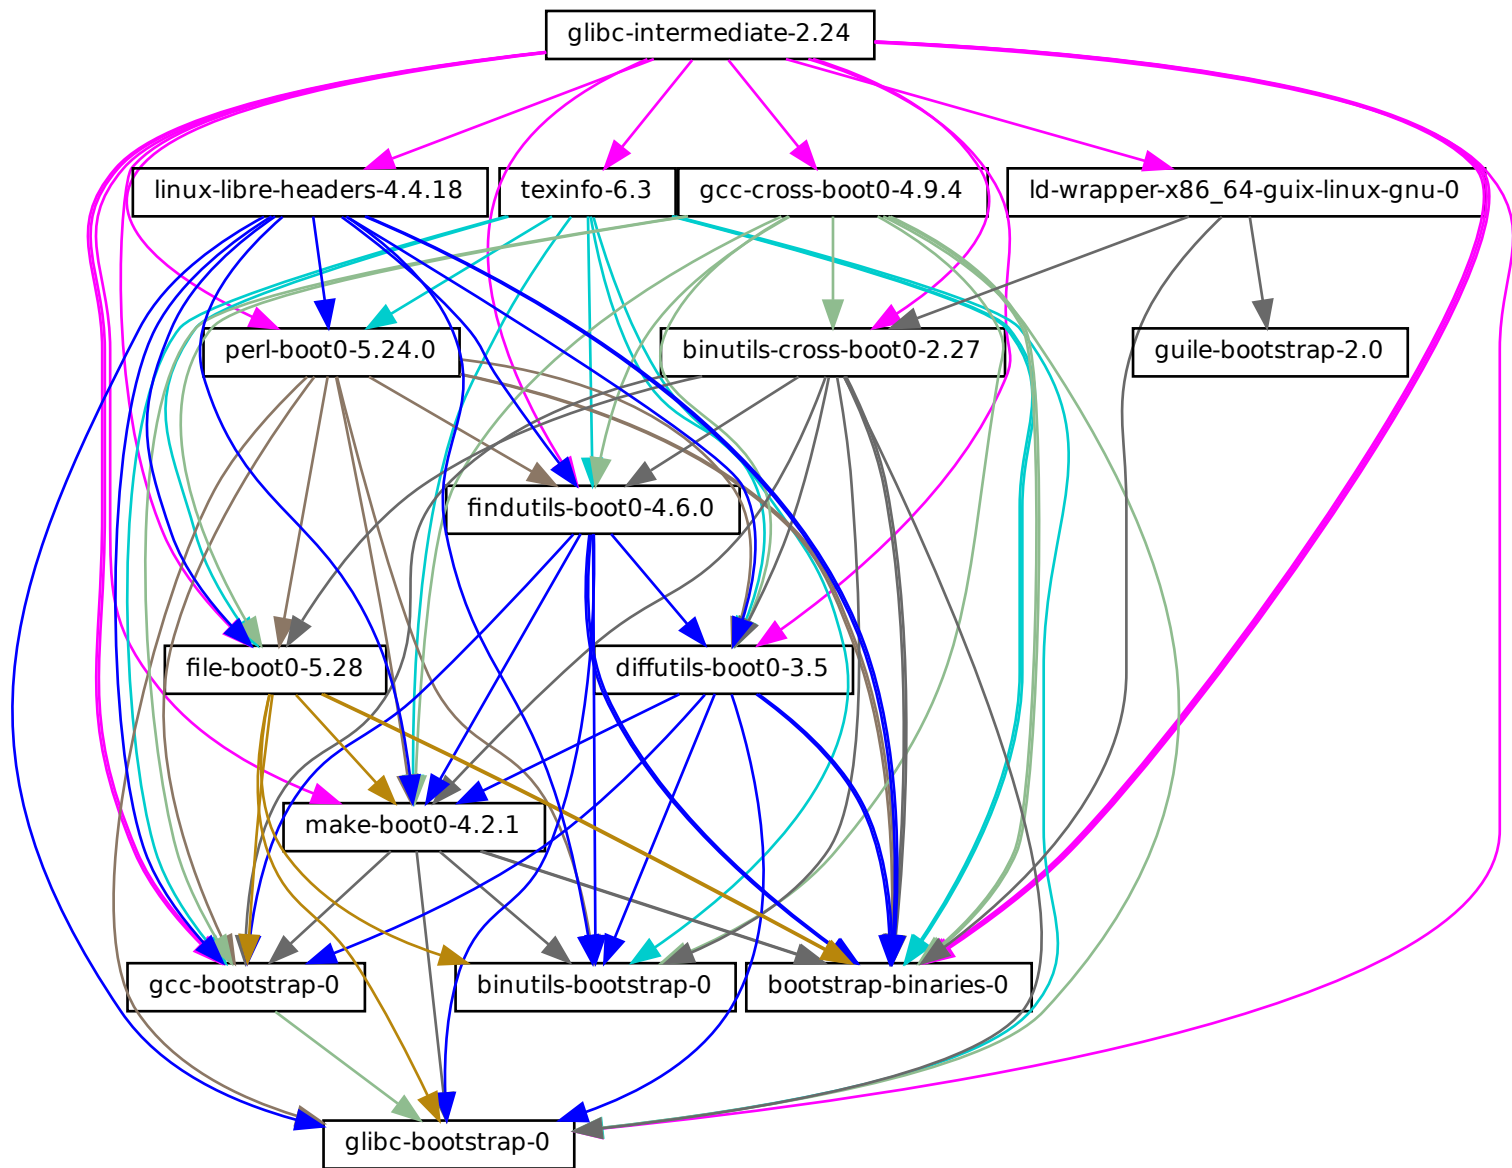 glibc-intermediate-2.24
linux-libre-headers-4.4.18
texinfo-6.3
gcc-cross-boot0-4.9.4
ld-wrapper-x86_64-guix-linux-gnu-0
perl-boot0-5.24.0
binutils-cross-boot0-2.27
guile-bootstrap-2.0
findutils-boot0-4.6.0
file-boot0-5.28
diffutils-boot0-3.5
make-boot0-4.2.1
gcc-bootstrap-0
binutils-bootstrap-0
bootstrap-binaries-0
glibc-bootstrap-0